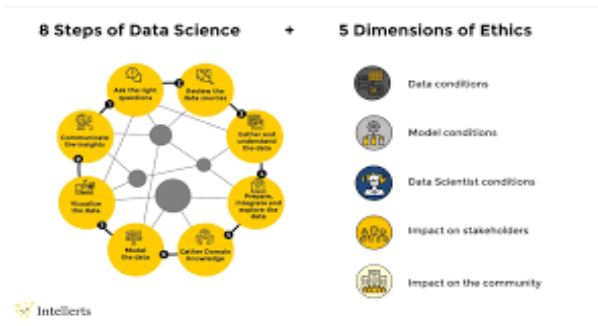 8 Steps of Data Science + 5 Dimensions of Ethics
Ask the right
questions
Review the
data sources
Gather and
understand
the data
Prepare,
integrate and
explore the
data
Gather Domain
Knowledge
Model
the data
Visualize
the data
Communicate
the insights
Data conditions
Model conditions
Data Scientist conditions
Impact on stakeholders
Impact on the community
Intellerts